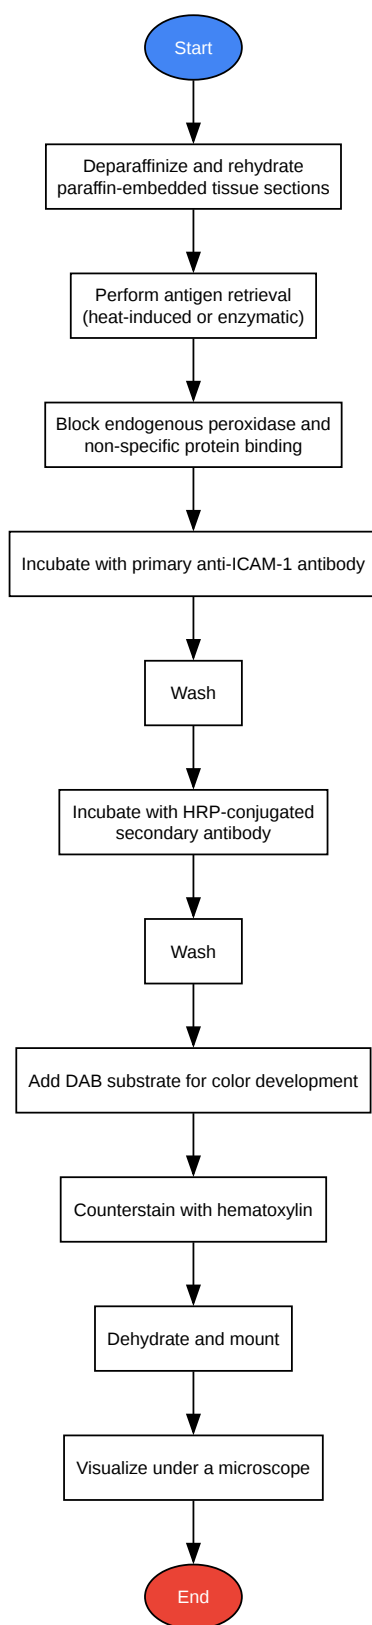 Start
Deparaffinize and rehydrate
paraffin-embedded tissue sections
Perform antigen retrieval
(heat-induced or enzymatic)
Block endogenous peroxidase and
non-specific protein binding
Incubate with primary anti-ICAM-1 antibody
Wash
Incubate with HRP-conjugated
secondary antibody
Wash
Add DAB substrate for color development
Counterstain with hematoxylin
Dehydrate and mount
Visualize under a microscope
End